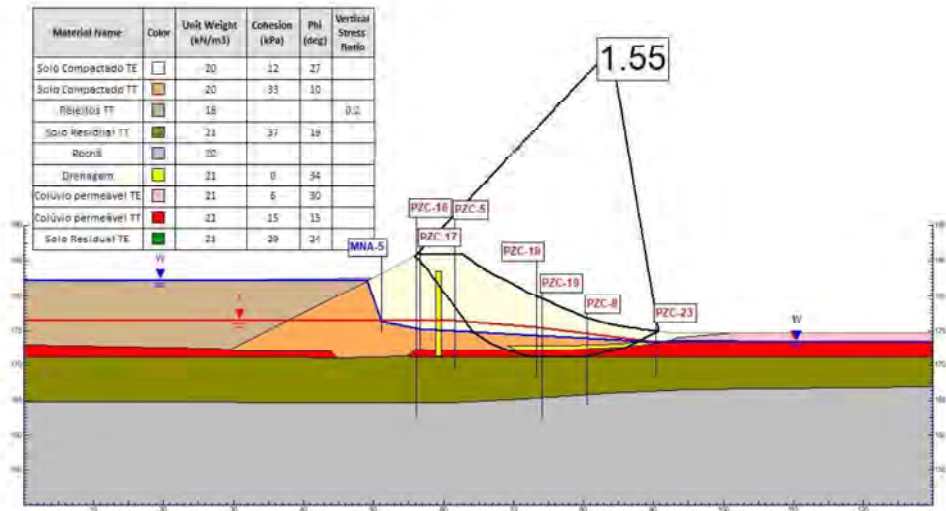 Material Name Color Unit Weight (kN/m3) Cohesion (kPa) Phi (deg) Vertical Stress Ratio
Solo Compactado TE 20 12 27
Solo Compactado TT 20 33 10
Rejeitos TT 18 0.2
Solo Residual TT 21 37
Rocha 20
Drenagem 21 0 34
Colúvio permeável TE 21 6 30
Colúvio permeável TT 21 15 15
Solo Residual TE 21 24
1.55
PZC-16
PZC-5
PZC-17
MNA-5
PZC-18
PZC-19
PZC-8
PZC-23
W
W